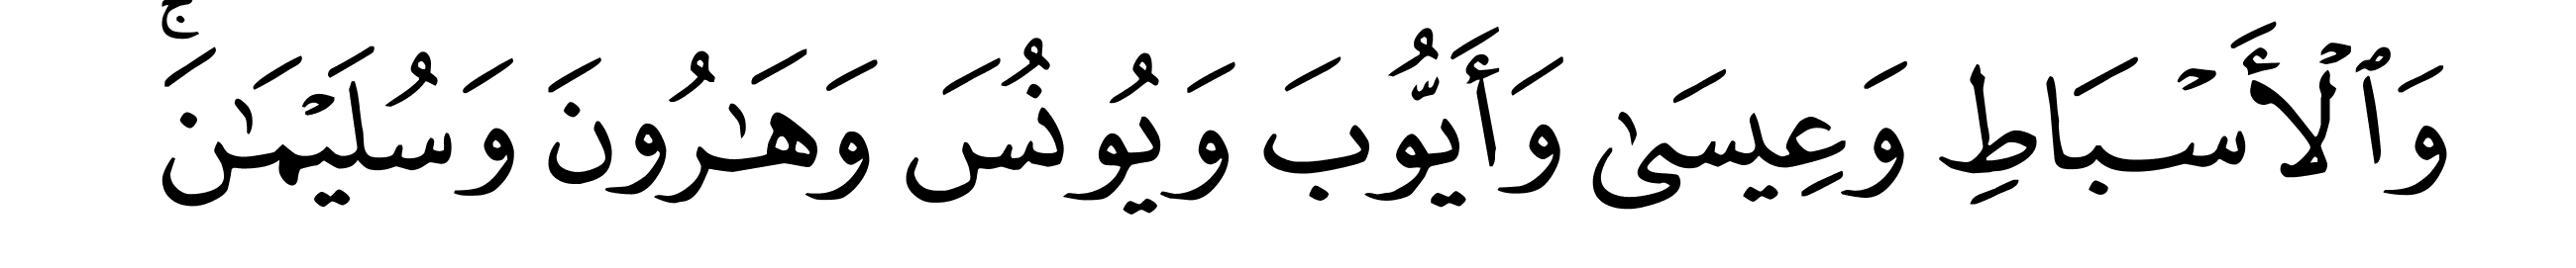 وَٱلۡأَسۡبَاطِ وَعِيسَىٰ وَأَيُّوبَ وَيُونُسَ وَهَٰرُونَ وَسُلَيۡمَٰنَۚ